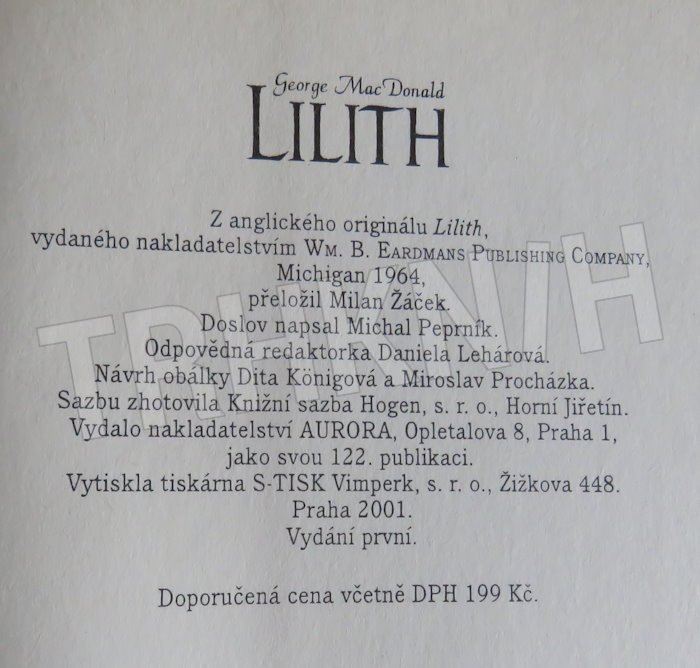 George MacDonald
LILITH
Z anglického originálu Lilith,
vydaného nakladatelstvím WM. B. EARDMANS PUBLISHING COMPANY,
Michigan 1964,
přeložil Milan Žáček.
Doslov napsal Michal Peprník.
Odpovědná redaktorka Daniela Lehárová.
Návrh obálky Dita Königová a Miroslav Procházka.
Sazbu zhotovila Knižní sazba Hogen, s. r. o., Horní Jiřetín.
Vydalo nakladatelství AURORA, Opletalova 8, Praha 1,
jako svou 122. publikaci.
Vytiskla tiskárna S-TISK Vimperk, s. r. o., Žižkova 448.
Praha 2001.
Vydání první.
Doporučená cena včetně DPH 199 Kč.
TRHKNIH